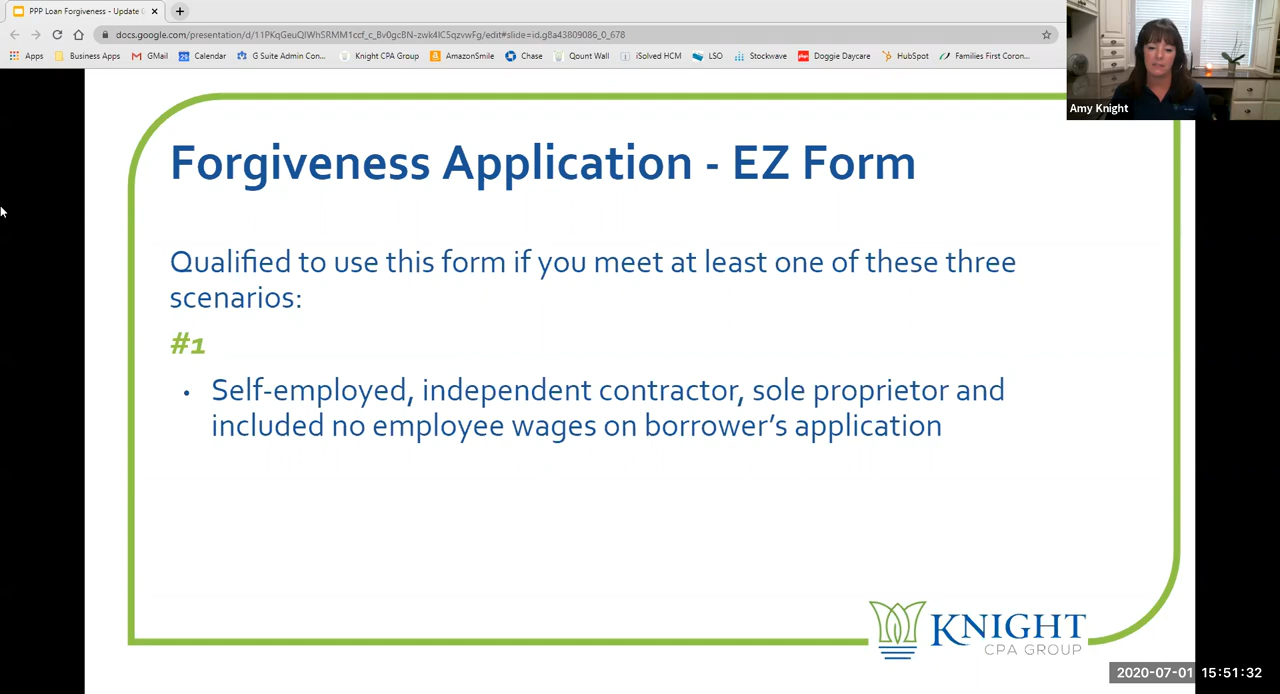 PPP Loan Forgiveness - Update
docs.google.com/presentation/d/11PKqGeuQIWhSRMM1ccf_c_Bv0gcBN-zwk4IC5qzvwFg/edit#slide=id.g8a43809086_0_678
Apps Business Apps GMail Calendar G Suite Admin Con... Knight CPA Group AmazonSmile Chase Qount Wall iSolved HCM LSO Stockwave Doggie Daycare HubSpot Families First Coron...
Amy Knight
Forgiveness Application - EZ Form
Qualified to use this form if you meet at least one of these three
scenarios:
#1
• Self-employed, independent contractor, sole proprietor and
included no employee wages on borrower’s application
KNIGHT
CPA GROUP
2020-07-01 15:51:32